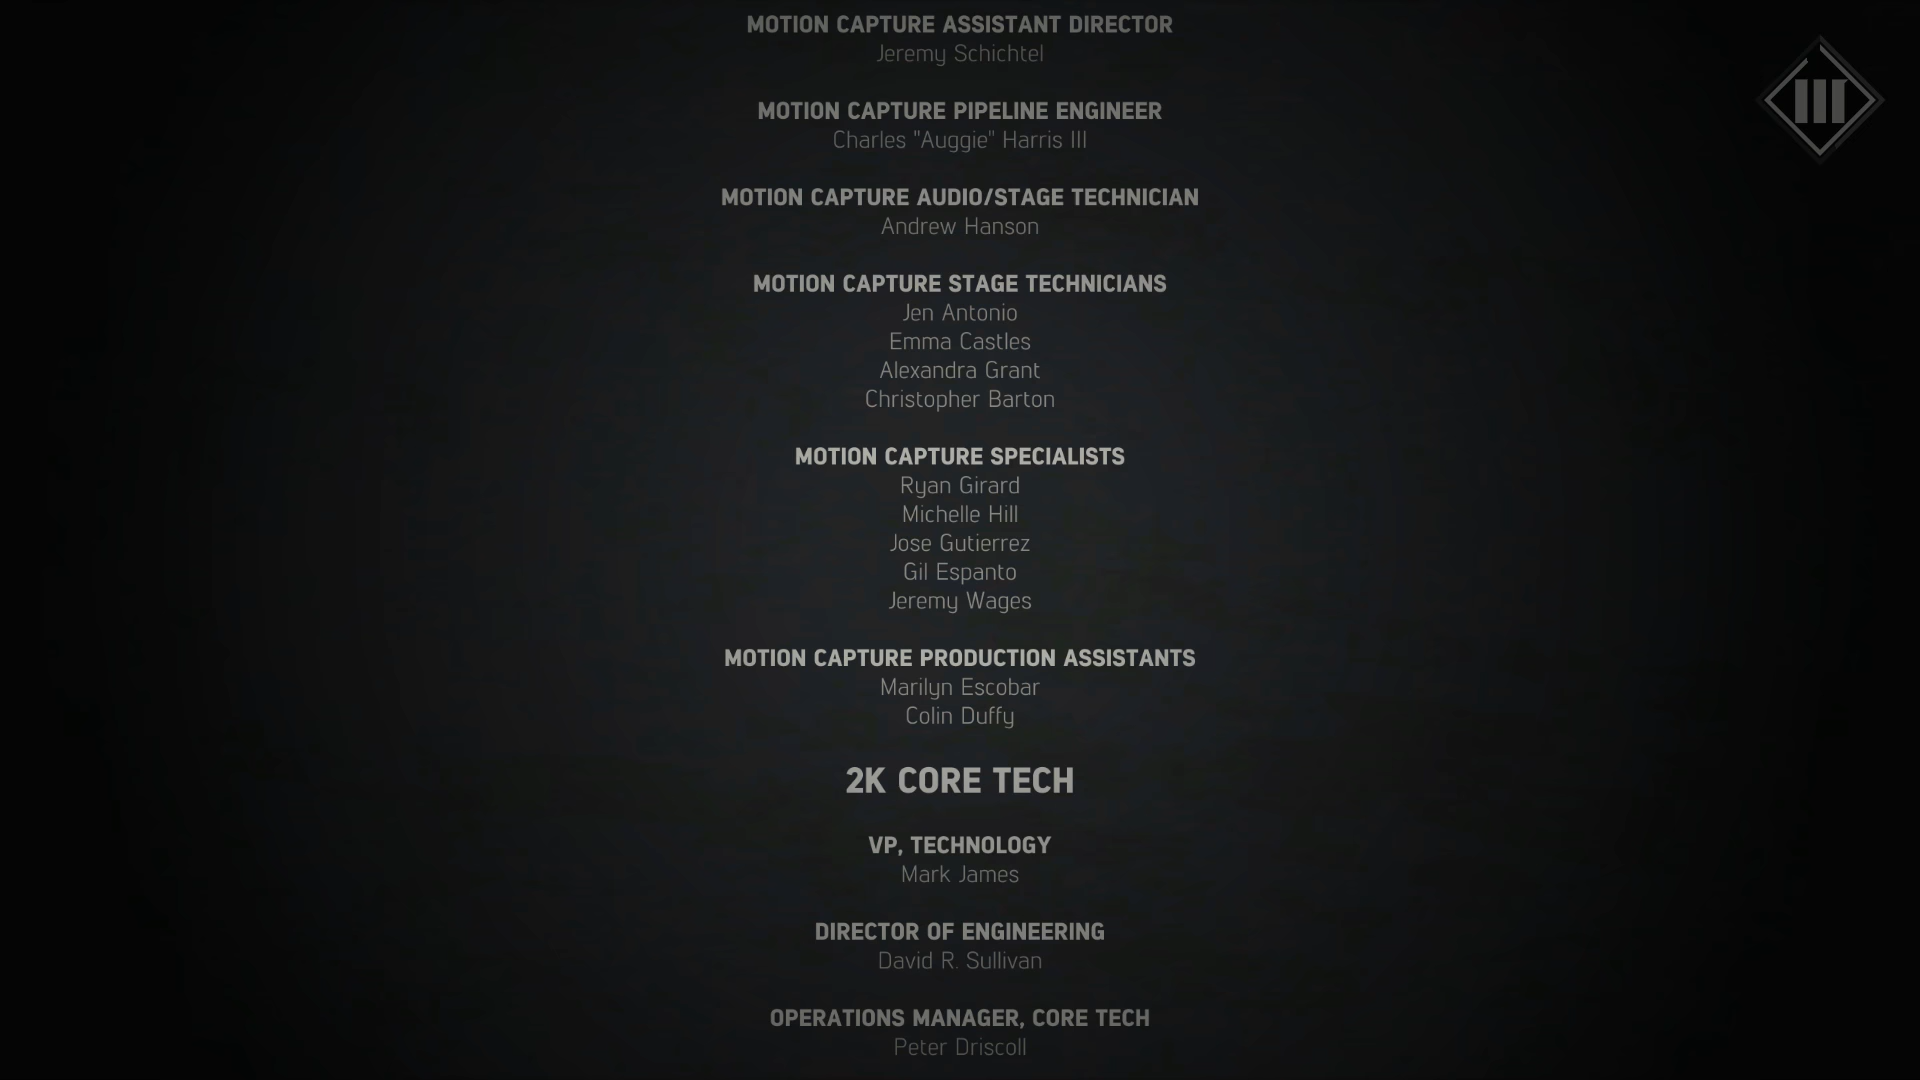 MOTION CAPTURE ASSISTANT DIRECTOR
Jeremy Schichtel
MOTION CAPTURE PIPELINE ENGINEER
Charles "Auggie" Harris III
MOTION CAPTURE AUDIO/STAGE TECHNICIAN
Andrew Hanson
MOTION CAPTURE STAGE TECHNICIANS
Jen Antonio
Emma Castles
Alexandra Grant
Christopher Barton
MOTION CAPTURE SPECIALISTS
Ryan Girard
Michelle Hill
Jose Gutierrez
Gil Espanto
Jeremy Wages
MOTION CAPTURE PRODUCTION ASSISTANTS
Marilyn Escobar
Colin Duffy
2K CORE TECH
VP, TECHNOLOGY
Mark James
DIRECTOR OF ENGINEERING
David R. Sullivan
OPERATIONS MANAGER, CORE TECH
Peter Driscoll
III